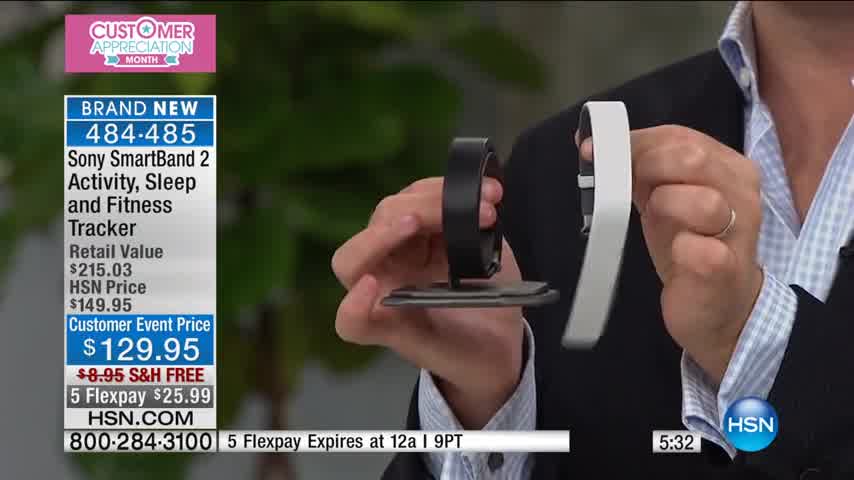 CUSTOMER
APPRECIATION
MONTH
BRAND NEW
484-485
Sony SmartBand 2
Activity, Sleep
and Fitness
Tracker
Retail Value
$215.03
HSN Price
$149.95
Customer Event Price
$129.95
$8.95 S&H FREE
5 Flexpay $25.99
HSN.COM
800-284-3100
5 Flexpay Expires at 12a | 9PT
5:32
HSN